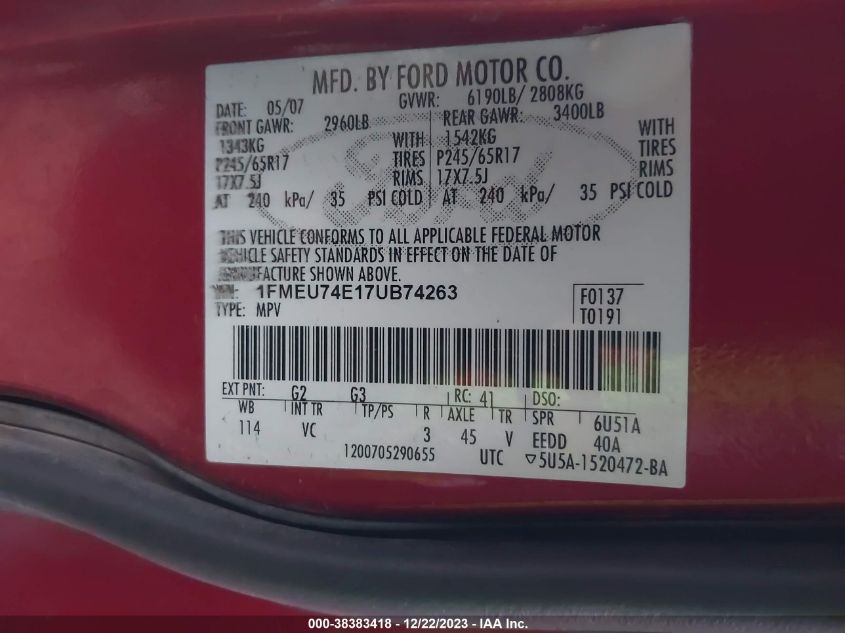 MFD. BY FORD MOTOR CO.
DATE: 05/07 GVWR: 6190LB/ 2808KG
FRONT GAWR: 2960LB REAR GAWR: 3400LB
1343KG WITH 1542KG WITH
P245/65R17 TIRES P245/65R17 TIRES
17X7.5J RIMS 17X7.5J RIMS
AT 240 kPa/ 35 PSI COLD AT 240 kPa/ 35 PSI COLD
Ford
THIS VEHICLE CONFORMS TO ALL APPLICABLE FEDERAL MOTOR
VEHICLE SAFETY STANDARDS IN EFFECT ON THE DATE OF
MANUFACTURE SHOWN ABOVE.
VIN: 1FMEU74E17UB74263 F0137
TYPE: MPV T0191
EXT PNT: G2 G3 RC: 41 DSO:
WB INT TR TP/PS R AXLE TR SPR 6U51A
114 VC 3 45 V EEDD 40A
1200705290655 UTC ▽5U5A-1520472-BA
000-38383418 - 12/22/2023 - IAA Inc.